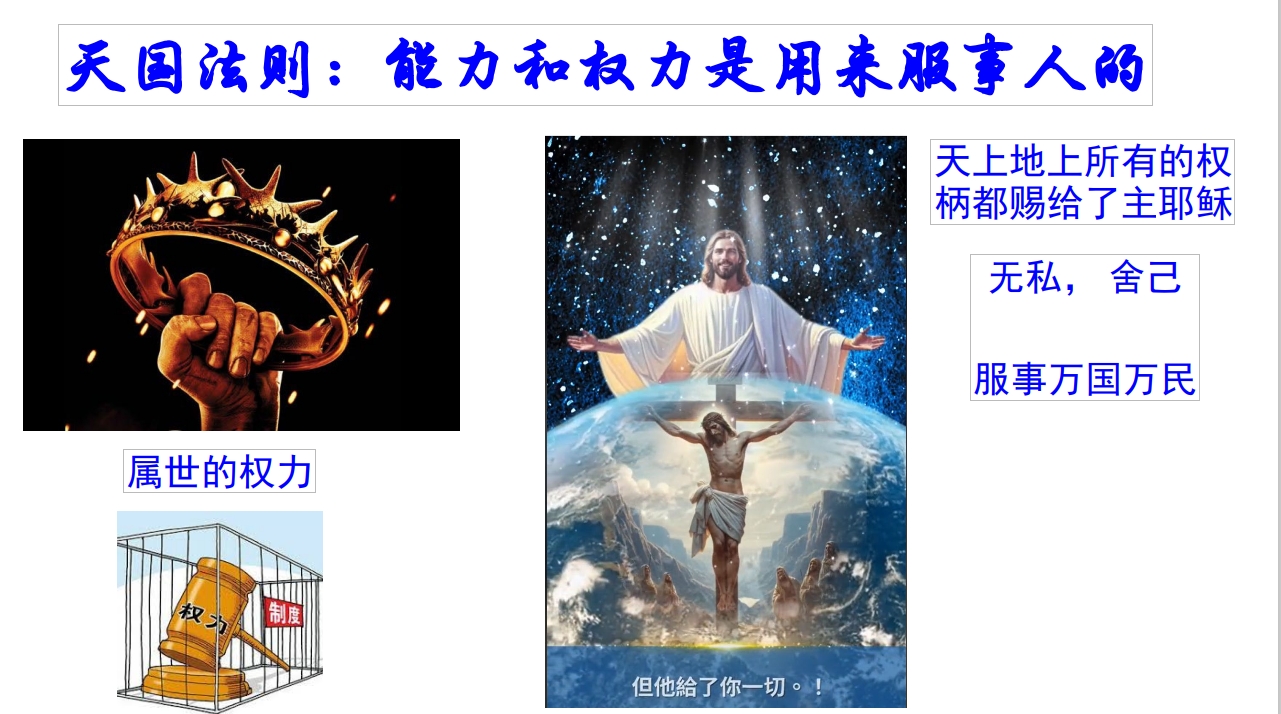 天国法则：能力和权力是用来服事人的
天上地上所有的权
柄都赐给了主耶稣
无私， 舍己
服事万国万民
属世的权力
权力
制度
但他給了你一切。！